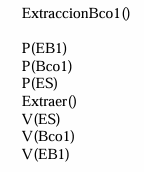 ExtraccionBco1()
P(EB1)
P(Bco1)
P(ES)
Extraer()
V(ES)
V(Bco1)
V(EB1)